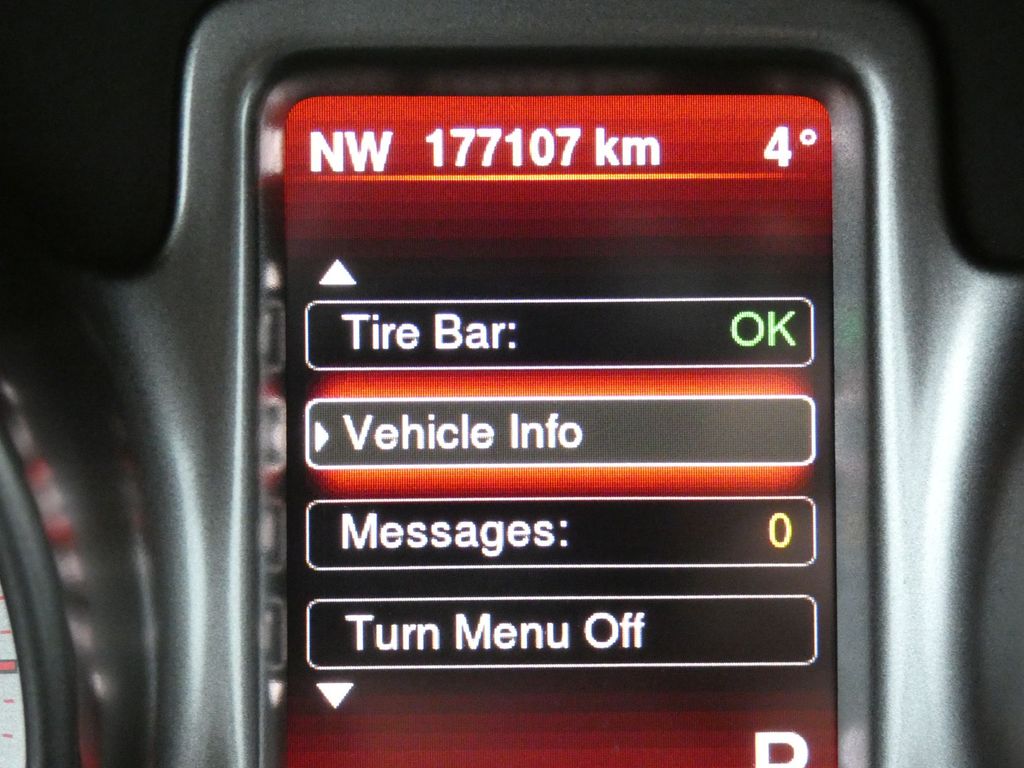 NW 177107 km 4°
Tire Bar: OK
Vehicle Info
Messages: 0
Turn Menu Off
P